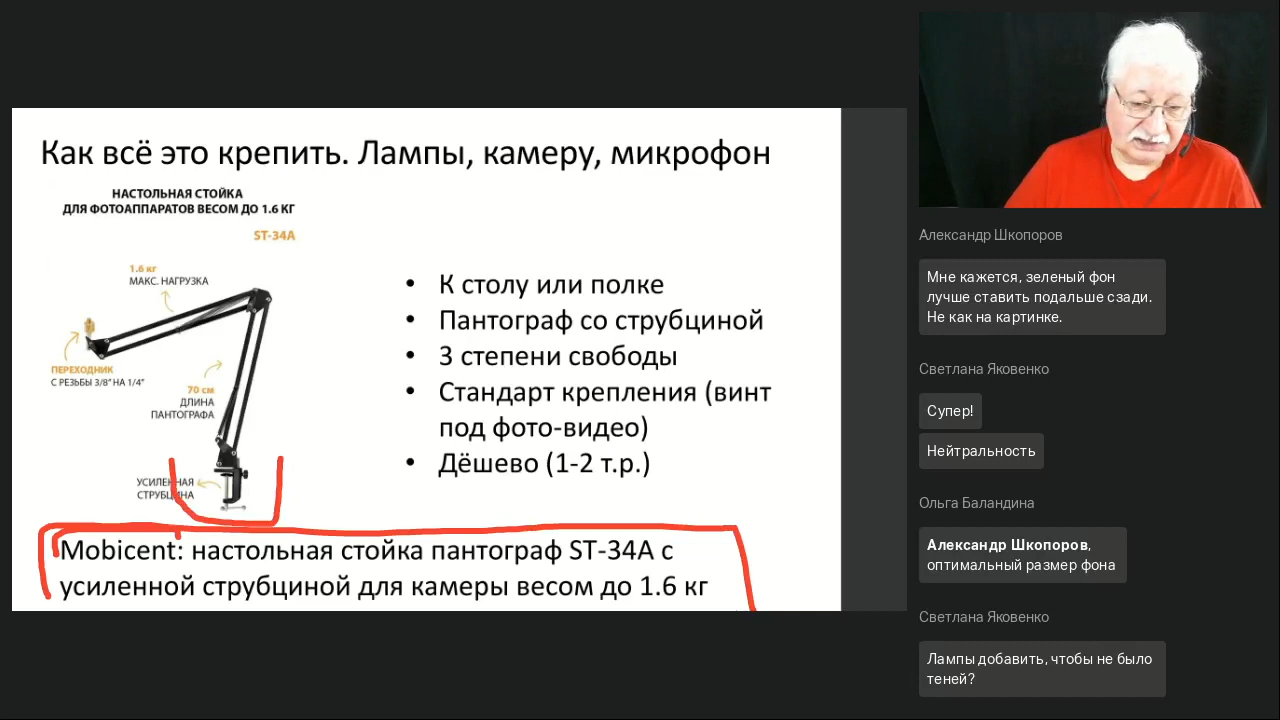 Как всё это крепить. Лампы, камеру, микрофон
НАСТОЛЬНАЯ СТОЙКА
ДЛЯ ФОТОАППАРАТОВ ВЕСОМ ДО 1.6 КГ
ST-34A
1.6 кг
МАКС. НАГРУЗКА
ПЕРЕХОДНИК
С РЕЗЬБЫ 3/8" НА 1/4"
70 см
ДЛИНА
ПАНТОГРАФА
УСИЛЕННАЯ
СТРУБЦИНА
• К столу или полке
• Пантограф со струбциной
• 3 степени свободы
• Стандарт крепления (винт
под фото-видео)
• Дёшево (1-2 т.р.)
Mobicent: настольная стойка пантограф ST-34A с
усиленной струбциной для камеры весом до 1.6 кг
Александр Шкопоров
Мне кажется, зеленый фон
лучше ставить подальше сзади.
Не как на картинке.
Светлана Яковенко
Супер!
Нейтральность
Ольга Баландина
Александр Шкопоров,
оптимальный размер фона
Светлана Яковенко
Лампы добавить, чтобы не было
теней?